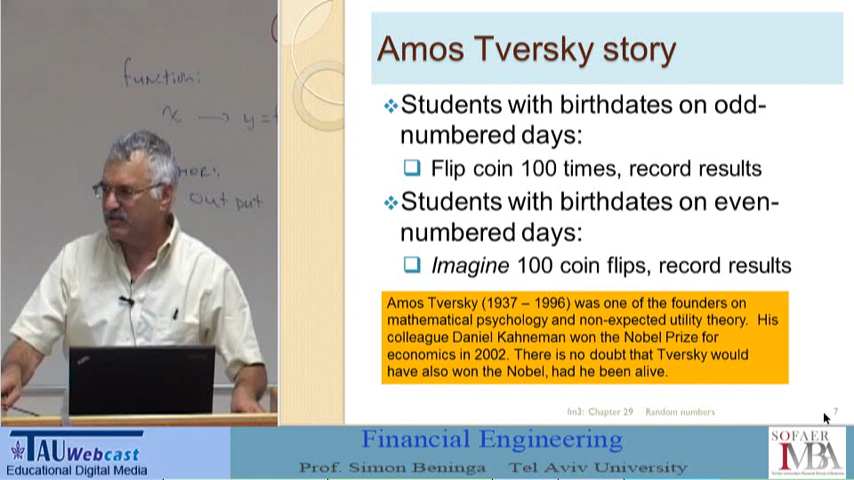 function:
x → y =
Out put
Amos Tversky story
Students with birthdates on odd-
numbered days:
Flip coin 100 times, record results
Students with birthdates on even-
numbered days:
Imagine 100 coin flips, record results
Amos Tversky (1937 – 1996) was one of the founders on
mathematical psychology and non-expected utility theory. His
colleague Daniel Kahneman won the Nobel Prize for
economics in 2002. There is no doubt that Tversky would
have also won the Nobel, had he been alive.
fm3: Chapter 29 Random numbers 7
TAU Webcast
Educational Digital Media
Financial Engineering
Prof. Simon Beninga Tel Aviv University
SOFAER
IMBA